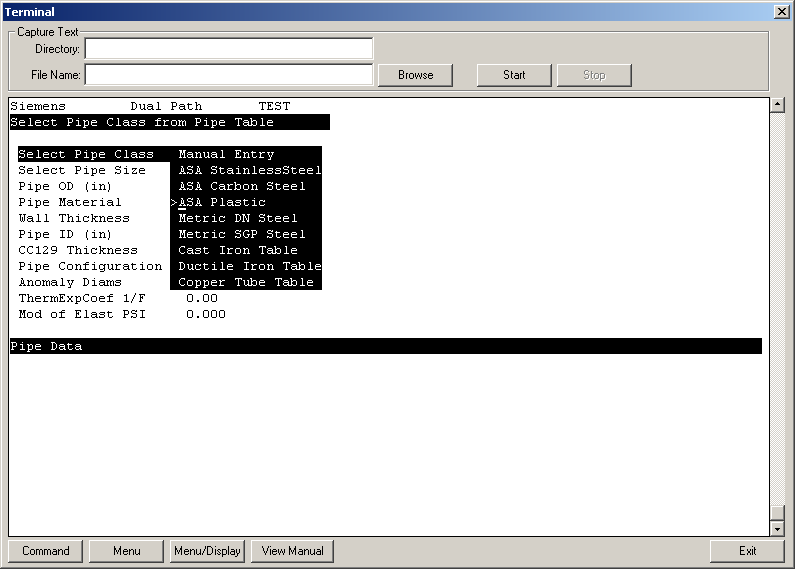 Terminal
Capture Text
Directory:
File Name: Browse Start Stop
Siemens Dual Path TEST
Select Pipe Class from Pipe Table
Select Pipe Class Manual Entry
Select Pipe Size ASA StainlessSteel
Pipe OD (in) ASA Carbon Steel
Pipe Material >ASA Plastic
Wall Thickness Metric DN Steel
Pipe ID (in) Metric SGP Steel
CC129 Thickness Cast Iron Table
Pipe Configuration Ductile Iron Table
Anomaly Diams Copper Tube Table
ThermExpCoef 1/F 0.00
Mod of Elast PSI 0.000
Pipe Data
Command Menu Menu/Display View Manual Exit